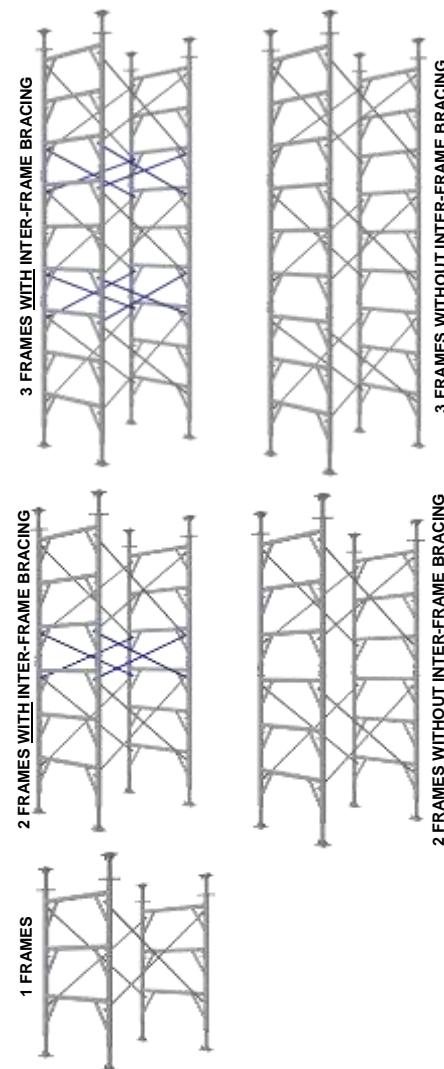 3 FRAMES WITH INTER-FRAME BRACING
3 FRAMES WITHOUT INTER-FRAME BRACING
2 FRAMES WITH INTER-FRAME BRACING
2 FRAMES WITHOUT INTER-FRAME BRACING
1 FRAMES